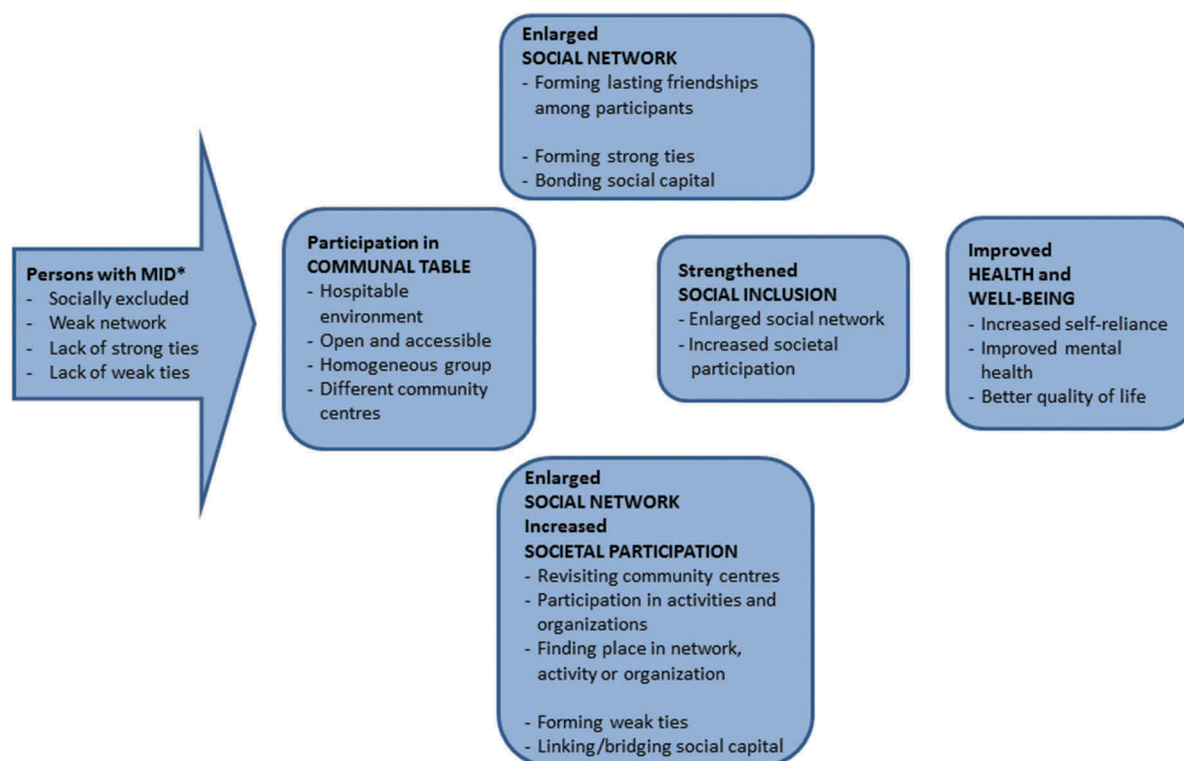 Persons with MID*
- Socially excluded
- Weak network
- Lack of strong ties
- Lack of weak ties
Participation in
COMMUNAL TABLE
- Hospitable
environment
- Open and accessible
- Homogeneous group
- Different community
centres
Enlarged
SOCIAL NETWORK
- Forming lasting friendships
among participants
- Forming strong ties
- Bonding social capital
Enlarged
SOCIAL NETWORK
Increased
SOCIETAL PARTICIPATION
- Revisiting community centres
- Participation in activities and
organizations
- Finding place in network,
activity or organization
- Forming weak ties
- Linking/bridging social capital
Strengthened
SOCIAL INCLUSION
- Enlarged social network
- Increased societal
participation
Improved
HEALTH and
WELL-BEING
- Increased self-reliance
- Improved mental
health
- Better quality of life